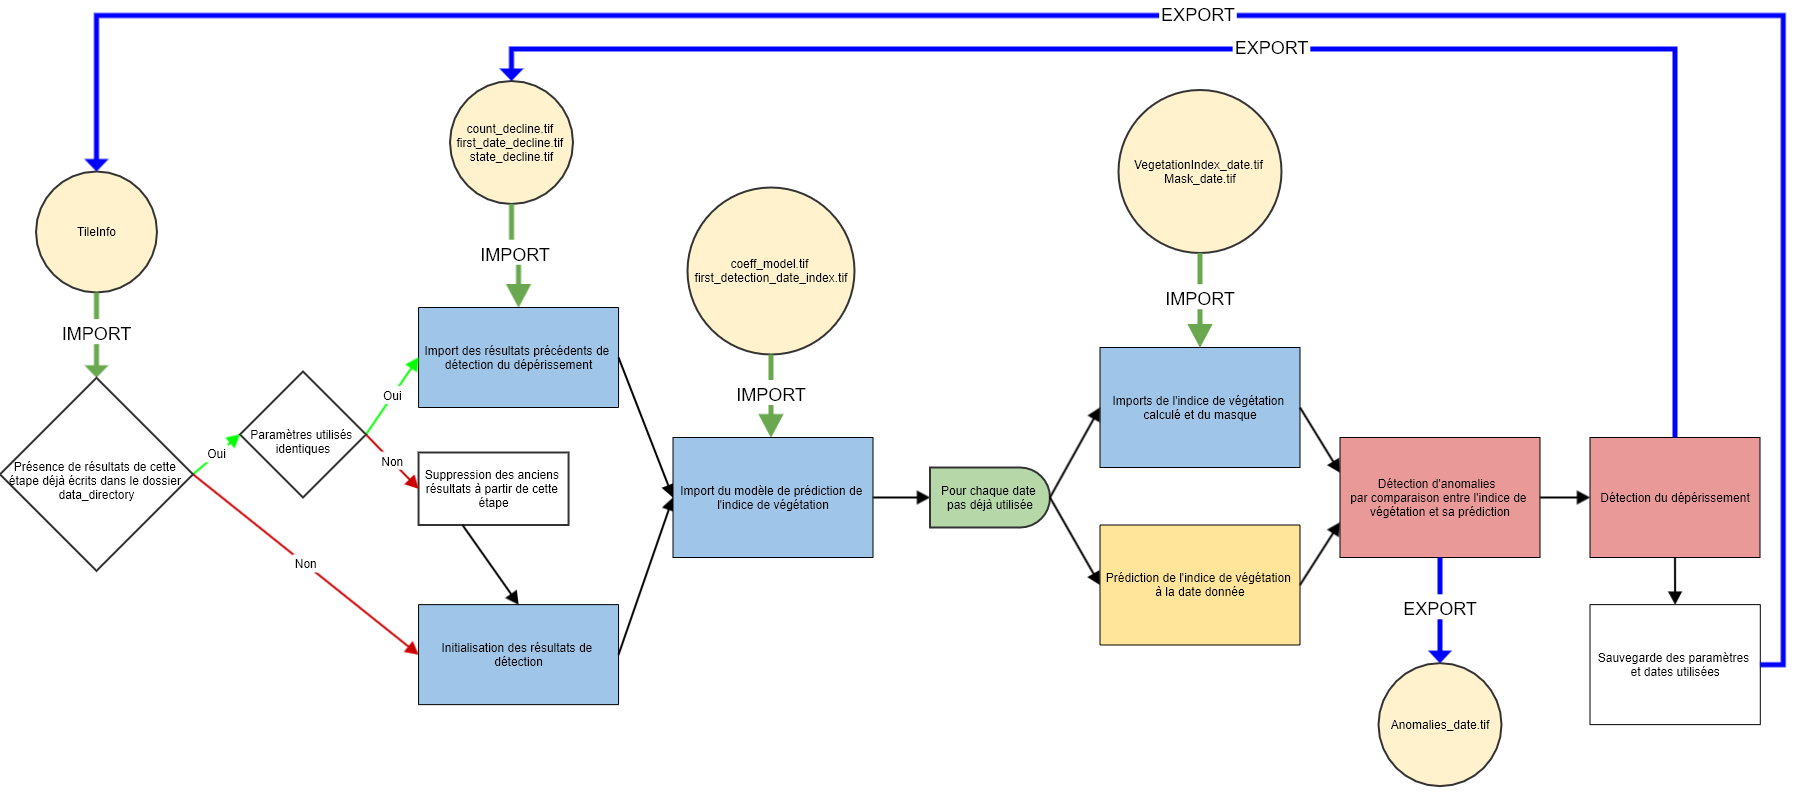 EXPORT
EXPORT
count_decline.tif
first_date_decline.tif
state_decline.tif
VegetationIndex_date.tif
Mask_date.tif
TileInfo
IMPORT
coeff_model.tif
first_detection_date_index.tif
IMPORT
IMPORT
Import des résultats précédents de
détection du dépérissement
Oui
IMPORT
Imports de l'indice de végétation
calculé et du masque
Paramètres utilisés
identiques
Oui
Non
Présence de résultats de cette
étape déjà écrits dans le dossier
data_directory
Suppression des anciens
résultats à partir de cette
étape
Import du modèle de prédiction de
l'indice de végétation
Pour chaque date
pas déjà utilisée
Détection d'anomalies
par comparaison entre l'indice de
végétation et sa prédiction
Détection du dépérissement
Non
Prédiction de l'indice de végétation
à la date donnée
EXPORT
Initialisation des résultats de
détection
Sauvegarde des paramètres
et dates utilisées
Anomalies_date.tif